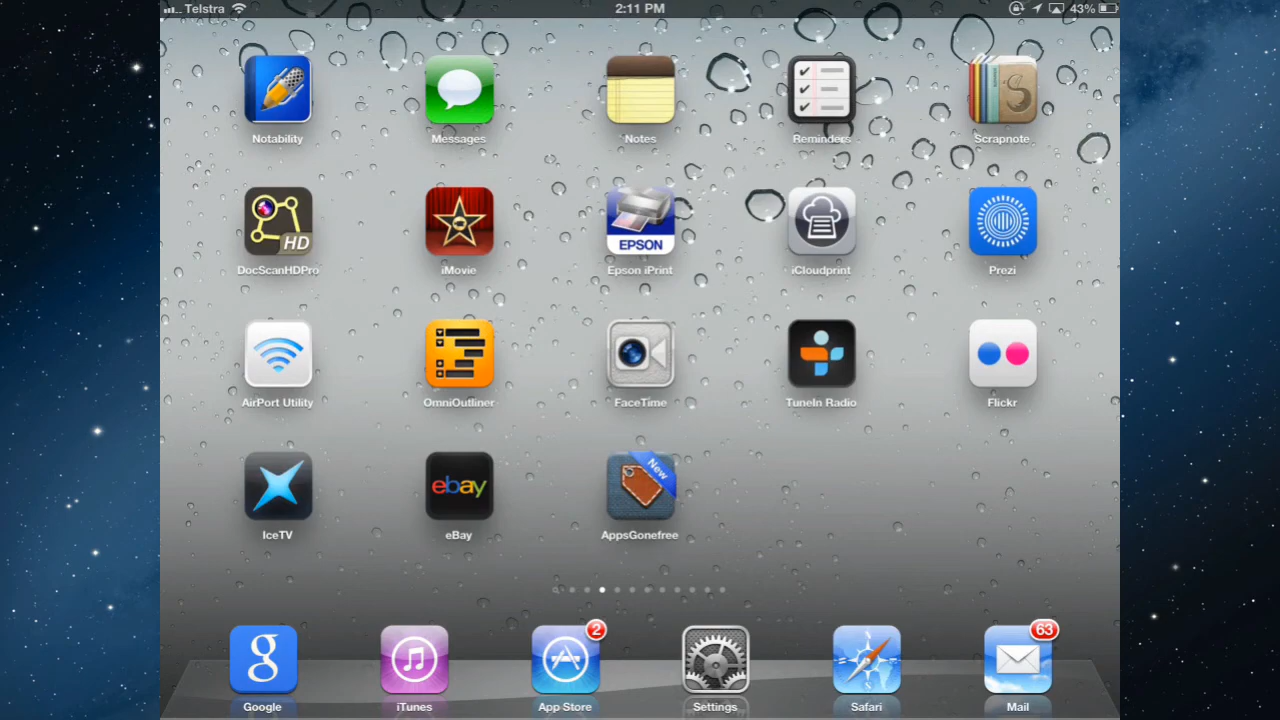 Telstra 2:11 PM 43%
Notability Messages Notes Reminders Scrapnote
HD
EPSON
DocScanHDPro iMovie Epson iPrint iCloudprint Prezi
AirPort Utility OmniOutliner FaceTime TuneIn Radio Flickr
ebay New
IceTV eBay AppsGonefree
2 63
g
Google iTunes App Store Settings Safari Mail